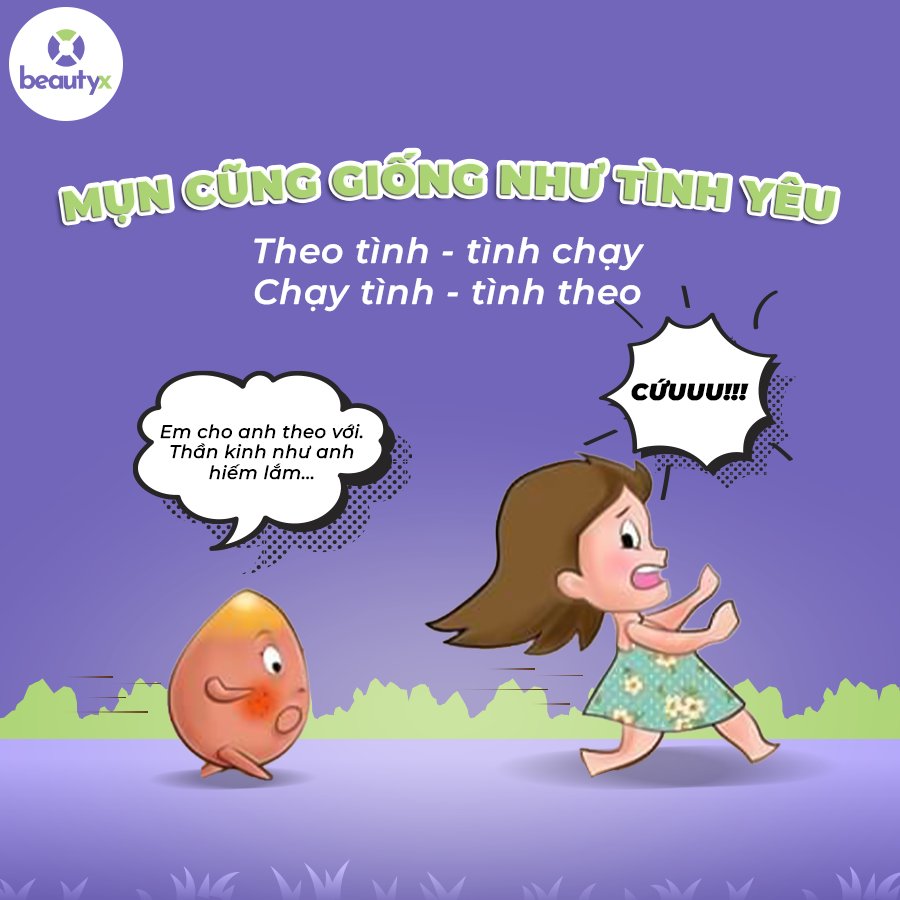 beautyx
MỤN CŨNG GIỐNG NHƯ TÌNH YÊU
Theo tình - tình chạy
Chạy tình - tình theo
CỨUUU!!!
Em cho anh theo với.
Thần kinh như anh
hiếm lắm...